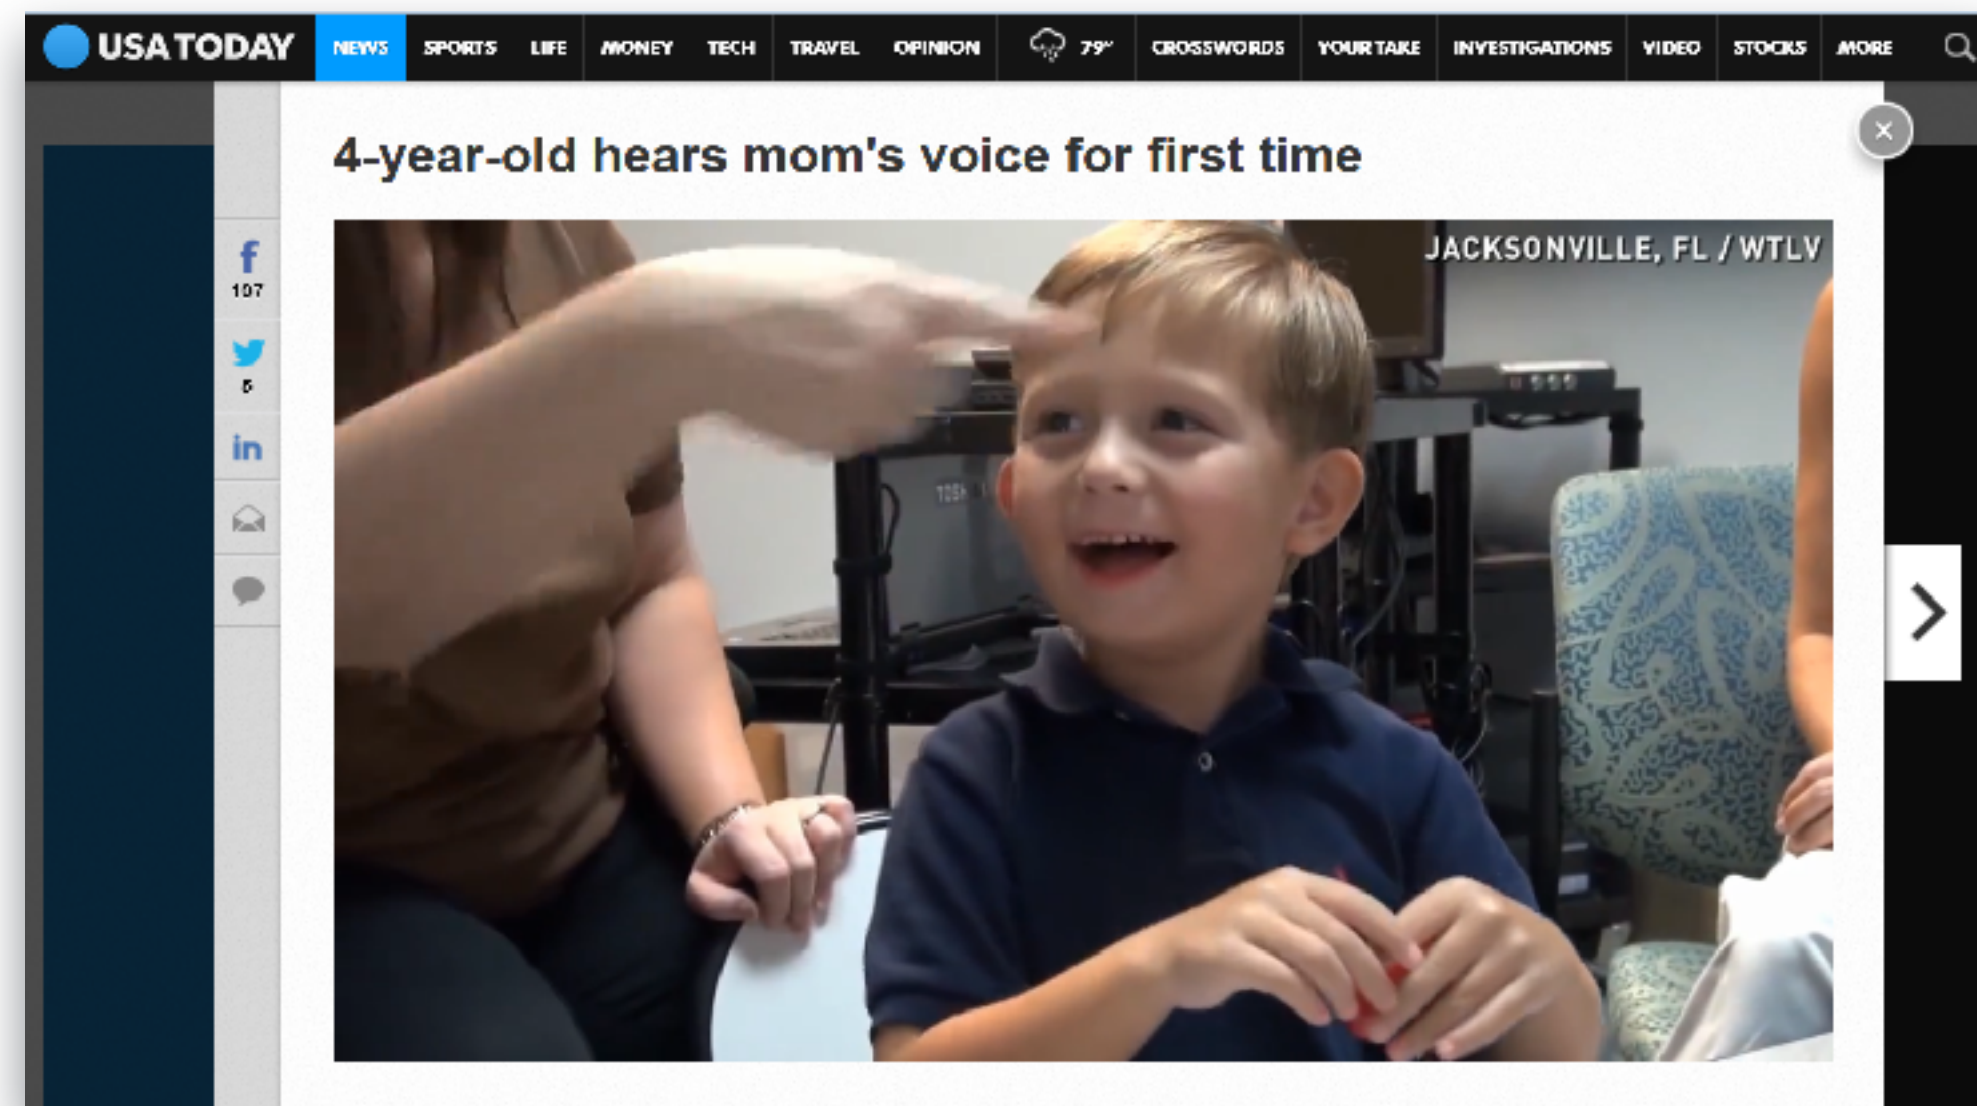 USA TODAY NEWS SPORTS LIFE MONEY TECH TRAVEL OPINION 79° CROSSWORDS YOUR TAKE INVESTIGATIONS VIDEO STOCKS MORE
4-year-old hears mom's voice for first time
JACKSONVILLE, FL / WTLV
f
107
5
in